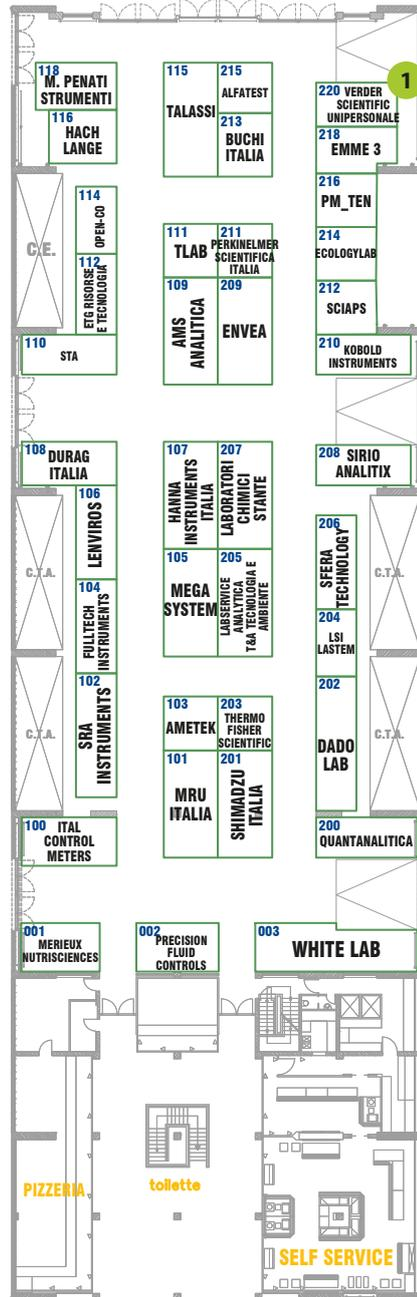 118
M. PENATI
STRUMENTI
116
HACH
LANGE
115
TALASSI
215
ALFATEST
213
BUCHI
ITALIA
1
220 VERDER
SCIENTIFIC
UNIPERSONALE
218
EMME 3
216
PM_TEN
214
ECOLOGYLAB
212
SCIAPS
210 KOBOLD
INSTRUMENTS
C.E.
114
OPEN-CO
112
ETG RISORSE
E TECNOLOGIA
110
STA
111
TLAB
211
PERKINELMER
SCIENTIFICA
ITALIA
109
AMS
ANALITICA
209
ENVEA
108
DURAG
ITALIA
106
LENVIROS
104
FULLTECH
INSTRUMENTS
102
SRA
INSTRUMENTS
C.T.A.
C.T.A.
107
HANNA
INSTRUMENTS
ITALIA
207
LABORATORI
CHIMICI
STANTE
105
MEGA
SYSTEM
205
LABSERVICE
ANALYTICA
T&A TECNOLOGIA E
AMBIENTE
208 SIRIO
ANALITIX
206
SFERA
TECHNOLOGY
204
LSI
LASTEM
202
DADO
LAB
C.T.A.
C.T.A.
103
AMETEK
203
THERMO
FISHER
SCIENTIFIC
101
MRU
ITALIA
201
SHIMADZU
ITALIA
100 ITAL
CONTROL
METERS
200
QUANTANALITICA
001
MERIEUX
NUTRISCIENCES
002
PRECISION
FLUID
CONTROLS
003
WHITE LAB
PIZZERIA
toilette
SELF SERVICE